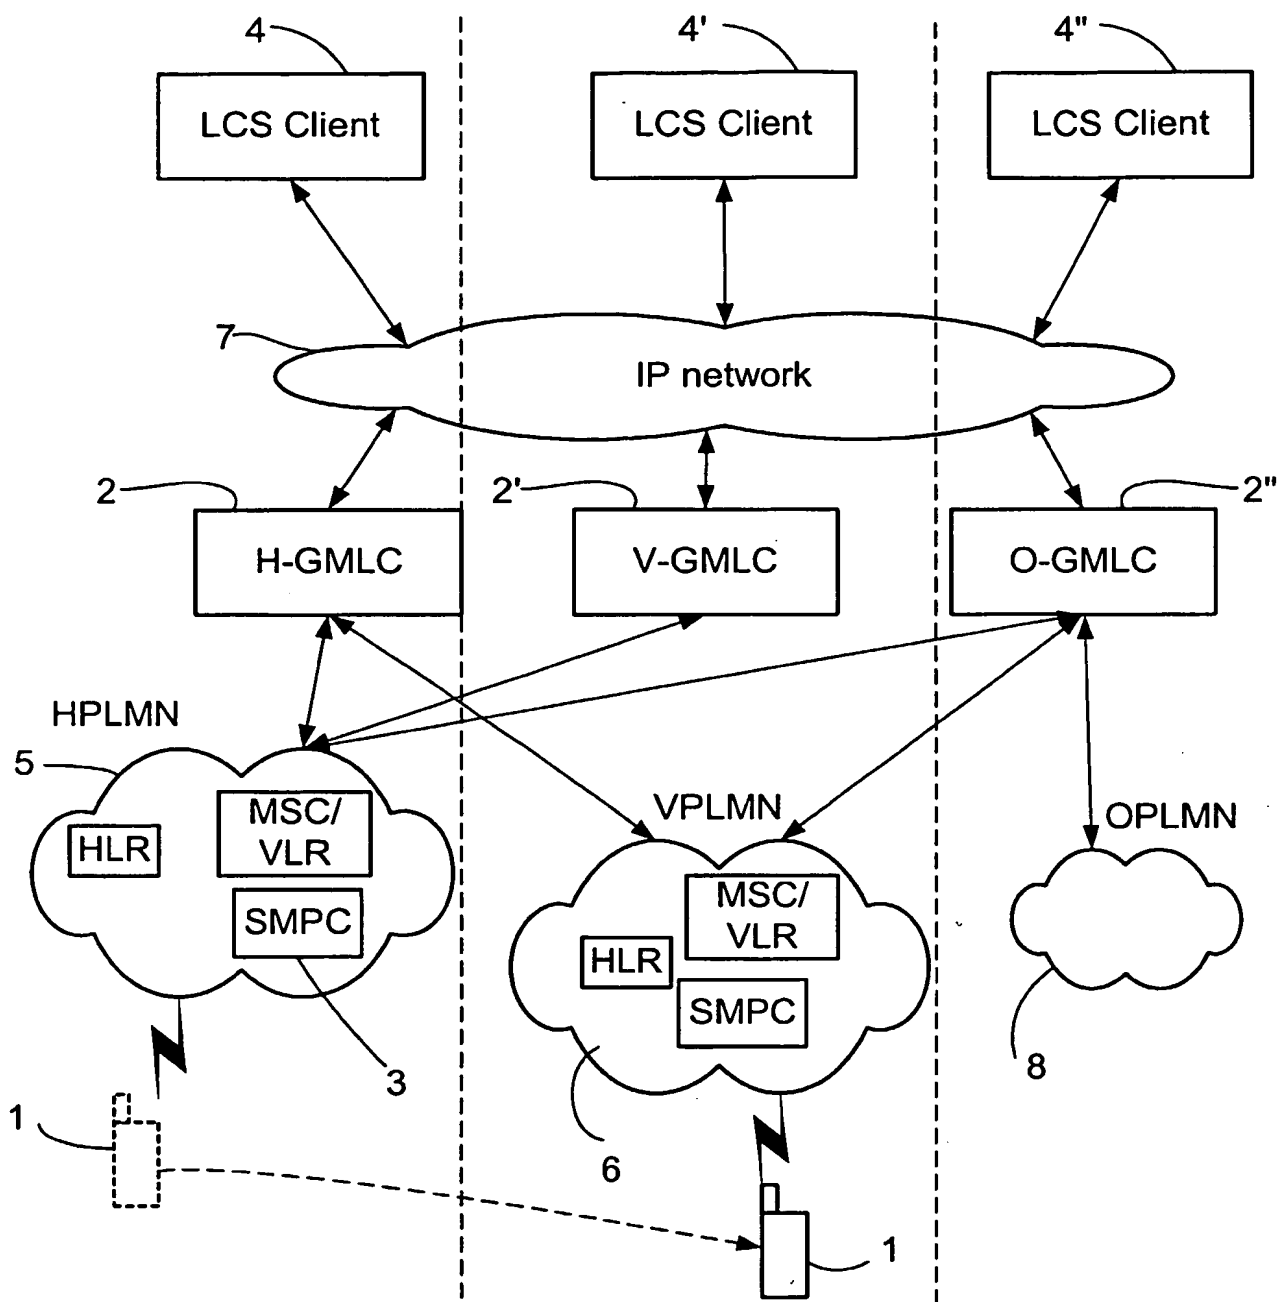 4
4'
4"
LCS Client
LCS Client
LCS Client
7
IP network
2
2'
2"
H-GMLC
V-GMLC
O-GMLC
HPLMN
5
MSC/
VLR
HLR
SMPC
VPLMN
OPLMN
MSC/
VLR
HLR
SMPC
3
8
1
6
1